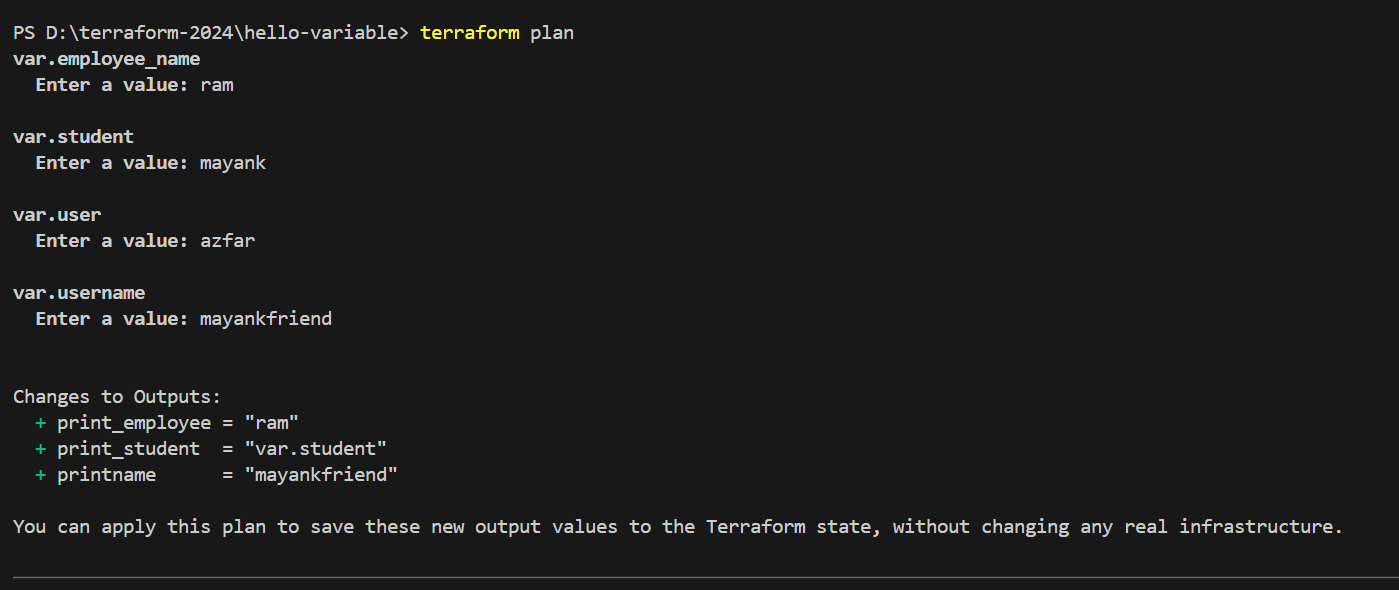 PS D:\terraform-2024\hello-variable> terraform plan
var.employee_name
  Enter a value: ram
var.student
  Enter a value: mayank
var.user
  Enter a value: azfar
var.username
  Enter a value: mayankfriend
Changes to Outputs:
  + print_employee = "ram"
  + print_student  = "var.student"
  + printname      = "mayankfriend"
You can apply this plan to save these new output values to the Terraform state, without changing any real infrastructure.